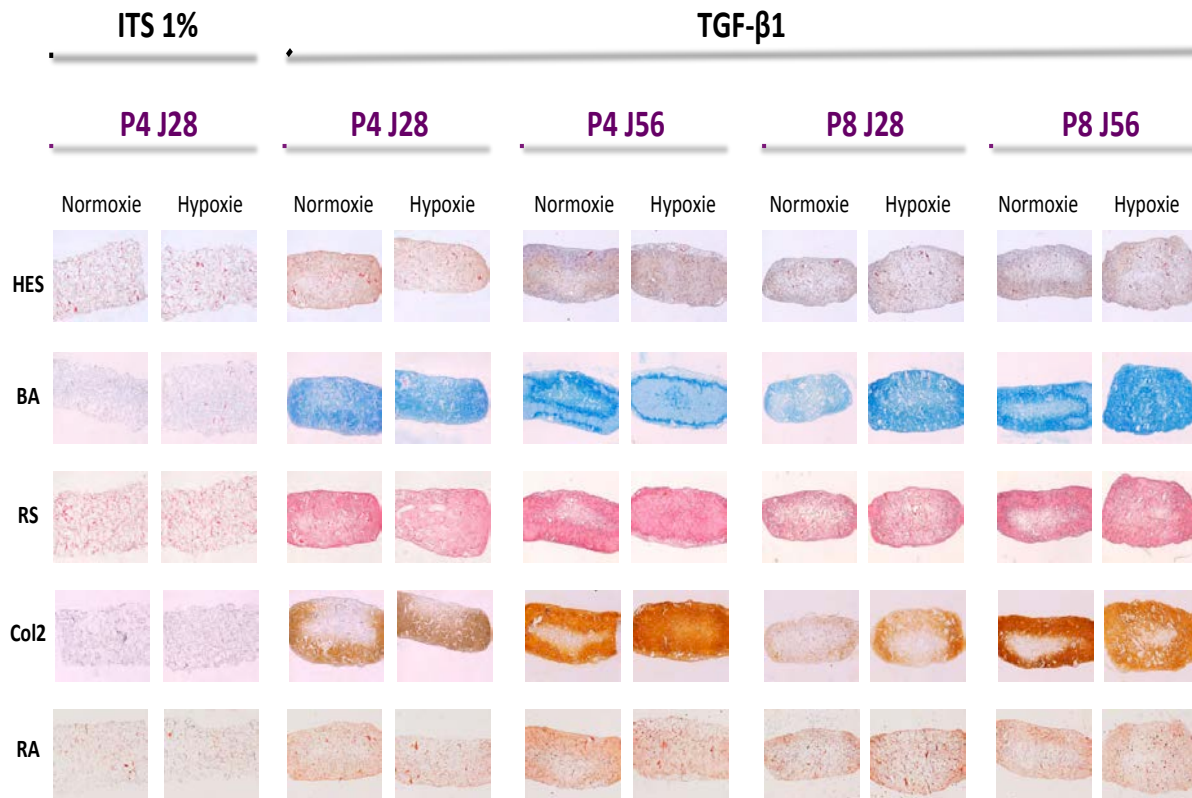 ITS 1% TGF-β1
P4 J28 P4 J28 P4 J56 P8 J28 P8 J56
Normoxie Hypoxie Normoxie Hypoxie Normoxie Hypoxie Normoxie Hypoxie Normoxie Hypoxie
HES
BA
RS
Col2
RA